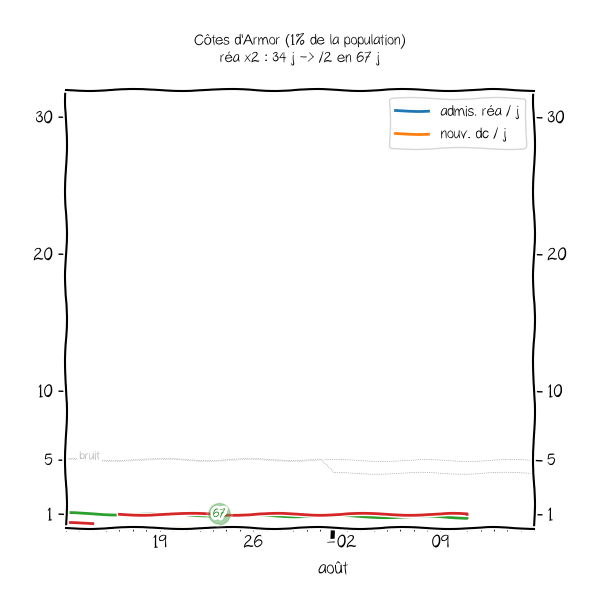 Côtes d'Armor (1% de la population)
réa x2 : 34 j -> /2 en 67 j
admis. réa / j
nouv. dc / j
30
30
20
20
10
10
bruit
5
5
67
1
1
19
26
02
09
août